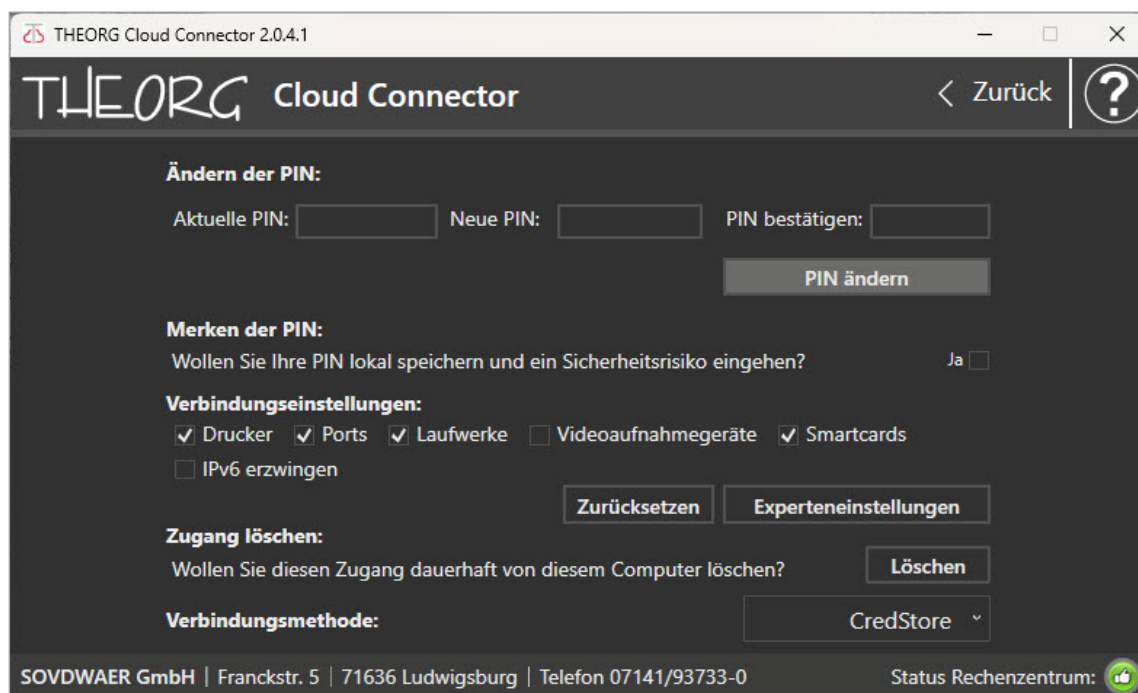 THEORG Cloud Connector 2.0.4.1
THEORG Cloud Connector
Zurück
?
Ändern der PIN:
Aktuelle PIN: Neue PIN: PIN bestätigen:
PIN ändern
Merken der PIN:
Wollen Sie Ihre PIN lokal speichern und ein Sicherheitsrisiko eingehen? Ja
Verbindungseinstellungen:
Drucker Ports Laufwerke Videoaufnahmegeräte Smartcards
IPv6 erzwingen
Zurücksetzen Experteneinstellungen
Zugang löschen:
Wollen Sie diesen Zugang dauerhaft von diesem Computer löschen? Löschen
Verbindungsmethode: CredStore
SOVDWAER GmbH | Franckstr. 5 | 71636 Ludwigsburg | Telefon 07141/93733-0 Status Rechenzentrum: